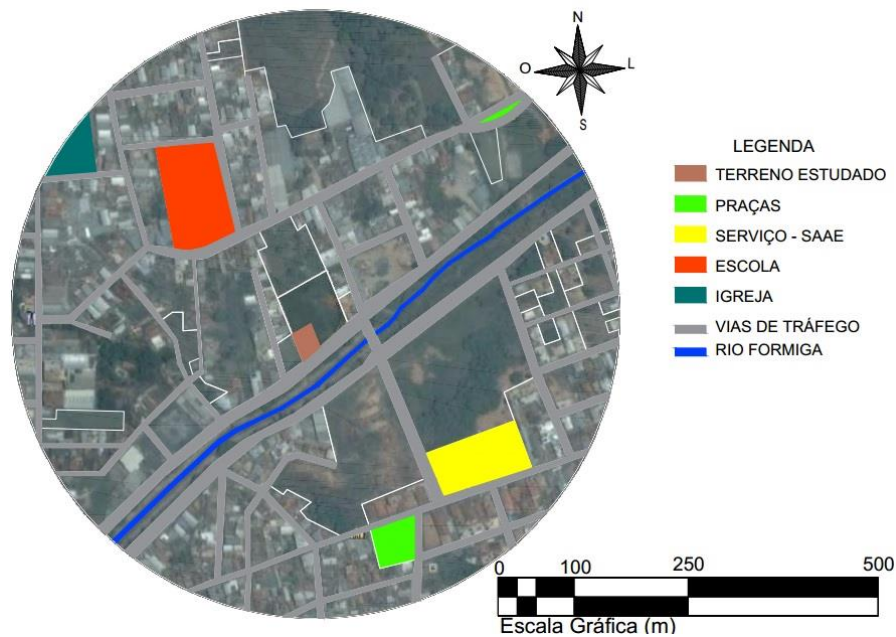 N
O
L
S
LEGENDA
TERRENO ESTUDADO
PRAÇAS
SERVIÇO - SAAE
ESCOLA
IGREJA
VIAS DE TRÁFEGO
RIO FORMIGA
0 100 250 500
Escala Gráfica (m)